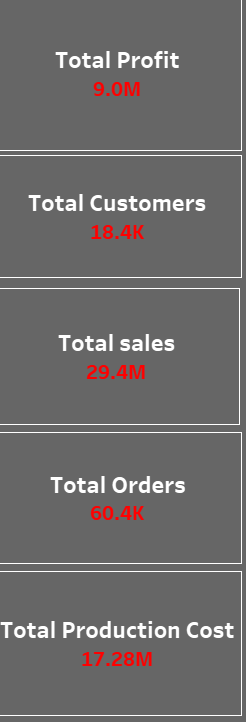 Total Profit
9.0M
Total Customers
18.4K
Total sales
29.4M
Total Orders
60.4K
Total Production Cost
17.28M